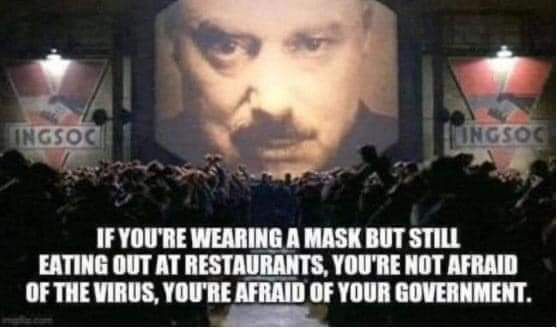 INGSOC
INGSOC
IF YOU'RE WEARING A MASK BUT STILL
EATING OUT AT RESTAURANTS, YOU'RE NOT AFRAID
OF THE VIRUS, YOU'RE AFRAID OF YOUR GOVERNMENT.
imgflip.com